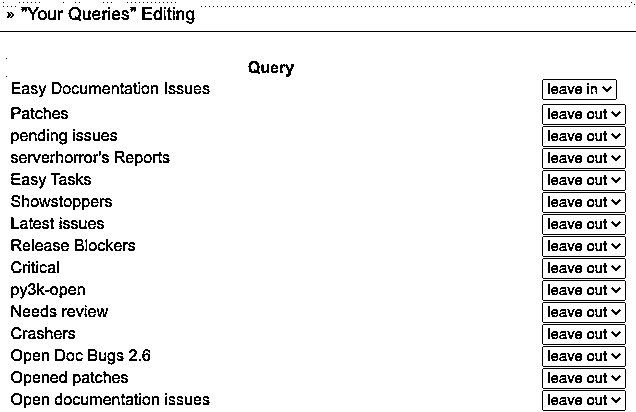 » "Your Queries" Editing
Query
Easy Documentation Issues leave in
Patches leave out
pending issues leave out
serverhorror's Reports leave out
Easy Tasks leave out
Showstoppers leave out
Latest issues leave out
Release Blockers leave out
Critical leave out
py3k-open leave out
Needs review leave out
Crashers leave out
Open Doc Bugs 2.6 leave out
Opened patches leave out
Open documentation issues leave out